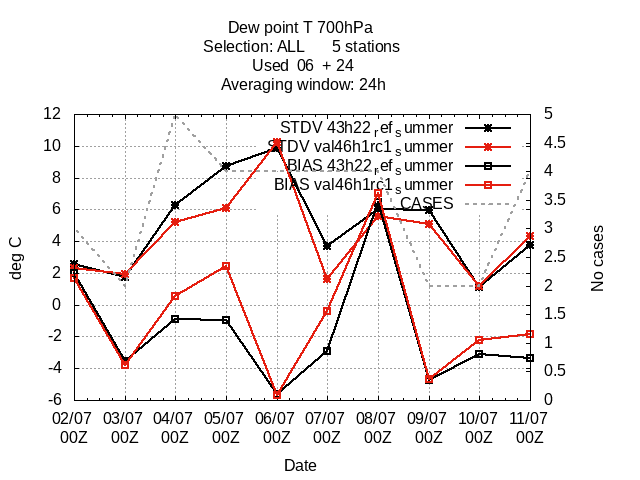 Dew point T 700hPa
Selection: ALL 5 stations
Used 06 + 24
Averaging window: 24h
STDV 43h22refsummer
STDV val46h1rc1summer
BIAS 43h22refsummer
BIAS val46h1rc1summer
CASES
deg C
12
10
8
6
4
2
0
-2
-4
-6
No cases
5
4.5
4
3.5
3
2.5
2
1.5
1
0.5
0
02/07 03/07 04/07 05/07 06/07 07/07 08/07 09/07 10/07 11/07
00Z 00Z 00Z 00Z 00Z 00Z 00Z 00Z 00Z 00Z
Date